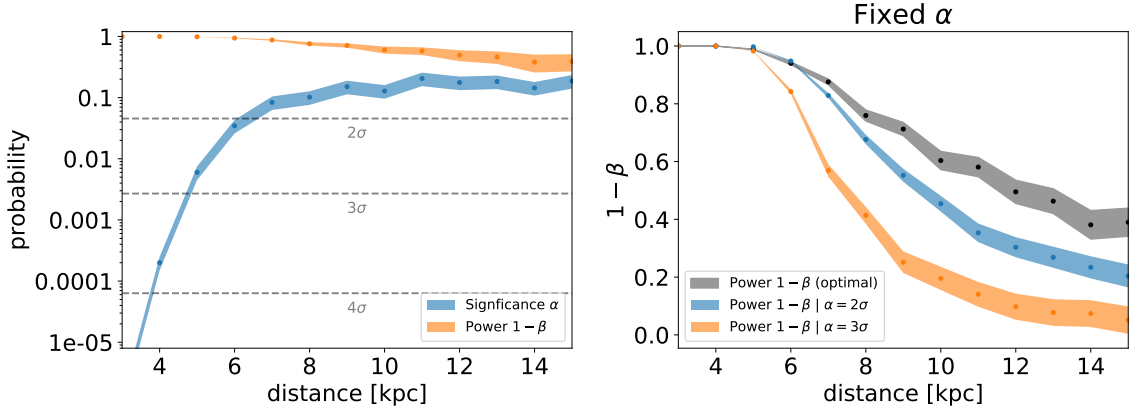 1
0.1
0.01
0.001
0.0001
1e-05
probability
2σ
3σ
4σ
Signficance α
Power 1 − β
4 6 8 10 12 14
distance [kpc]
Fixed α
1.0
0.8
0.6
0.4
0.2
0.0
1 − β
Power 1 − β (optimal)
Power 1 − β | α = 2σ
Power 1 − β | α = 3σ
4 6 8 10 12 14
distance [kpc]